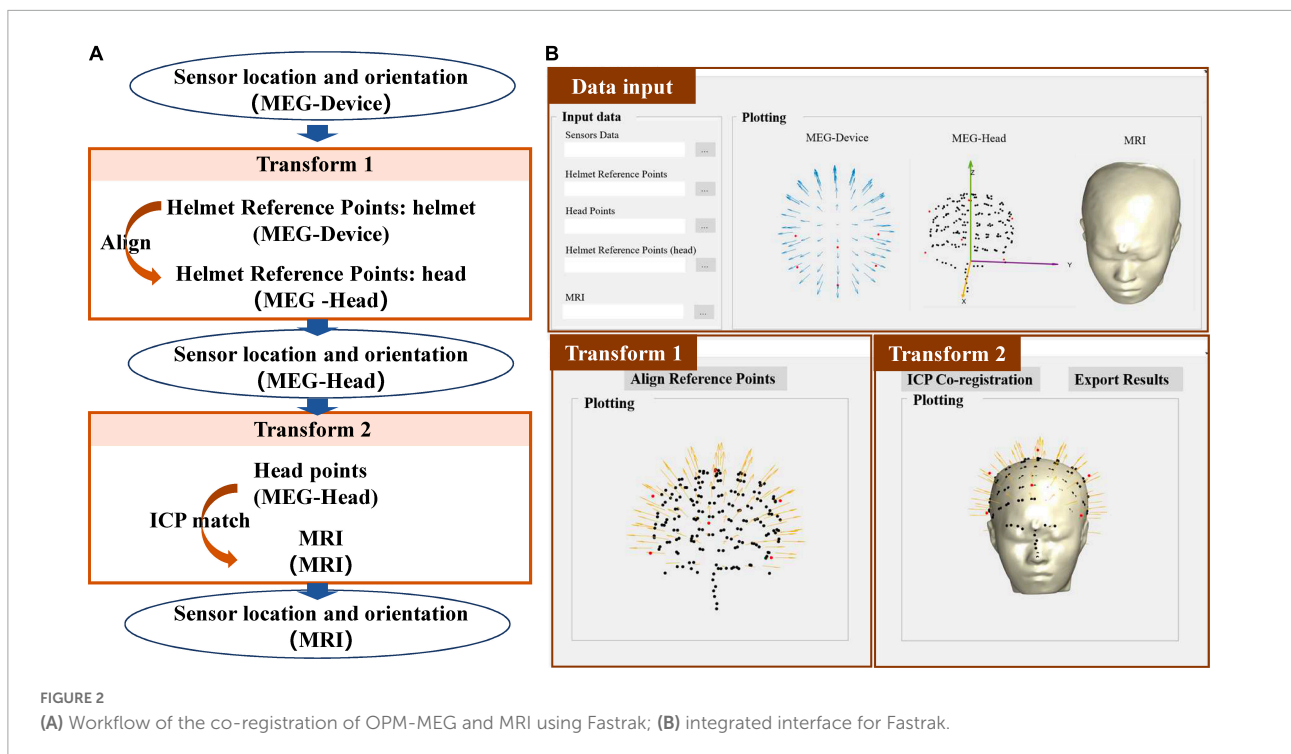 A
Sensor location and orientation
(MEG-Device)
Transform 1
Helmet Reference Points: helmet
(MEG-Device)
Align
Helmet Reference Points: head
(MEG -Head)
Sensor location and orientation
(MEG-Head)
Transform 2
Head points
(MEG-Head)
ICP match
MRI
(MRI)
Sensor location and orientation
(MRI)
B
Data input
Input data
Sensors Data
...
Helmet Reference Points
...
Head Points
...
Helmet Reference Points (head)
...
MRI
...
Plotting
MEG-Device
MEG-Head
MRI
Z
Y
X
Transform 1
Align Reference Points
Plotting
Transform 2
ICP Co-registration
Export Results
Plotting
FIGURE 2
(A) Workflow of the co-registration of OPM-MEG and MRI using Fastrak; (B) integrated interface for Fastrak.